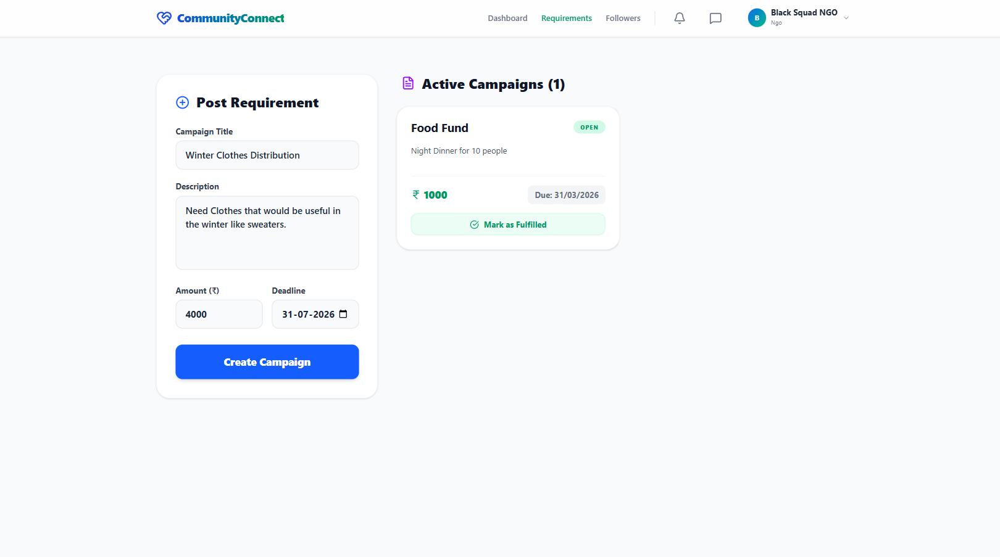 CommunityConnect
Dashboard
Requirements
Followers
B
Black Squad NGO
Ngo
Post Requirement
Campaign Title
Winter Clothes Distribution
Description
Need Clothes that would be useful in
the winter like sweaters.
Amount (₹)
Deadline
4000
31-07-2026
Create Campaign
Active Campaigns (1)
Food Fund
OPEN
Night Dinner for 10 people
₹ 1000
Due: 31/03/2026
Mark as Fulfilled